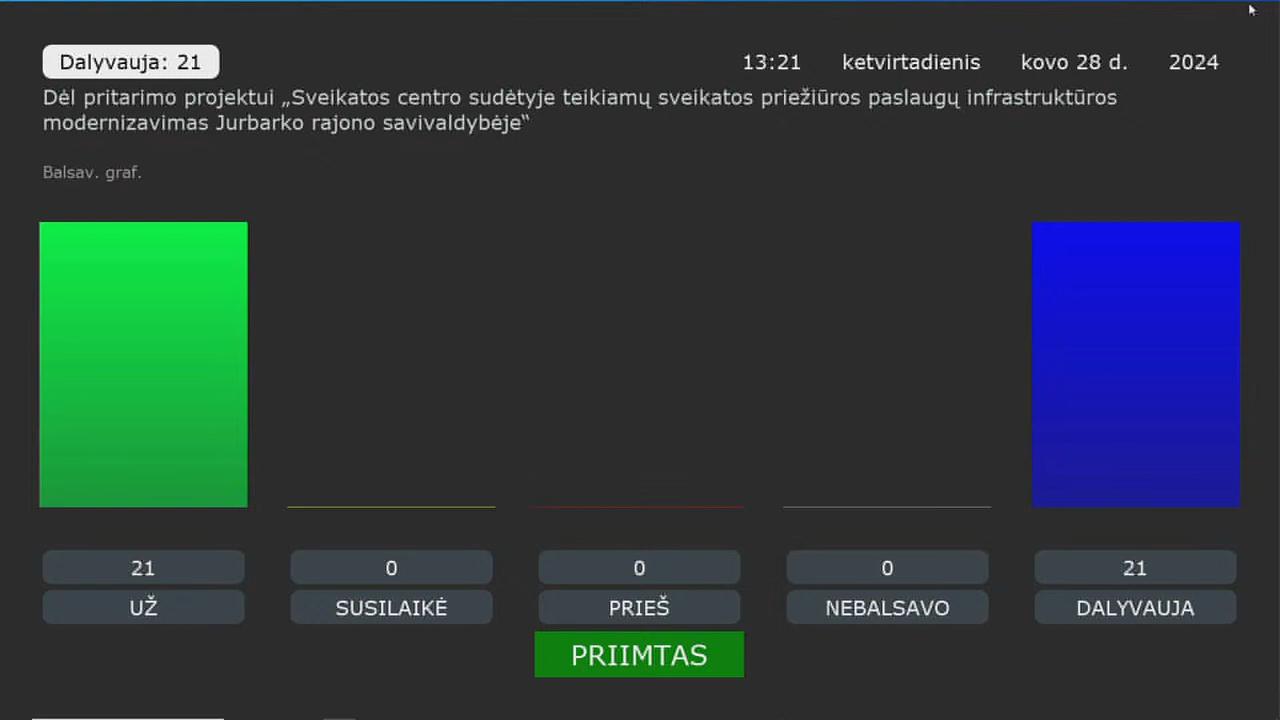 Dalyvauja: 21
13:21 ketvirtadienis kovo 28 d. 2024
Dėl pritarimo projektui „Sveikatos centro sudėtyje teikiamų sveikatos priežiūros paslaugų infrastruktūros
modernizavimas Jurbarko rajono savivaldybėje“
Balsav. graf.
21 0 0 0 21
UŽ SUSILAIKĖ PRIEŠ NEBALSAVO DALYVAUJA
PRIIMTAS